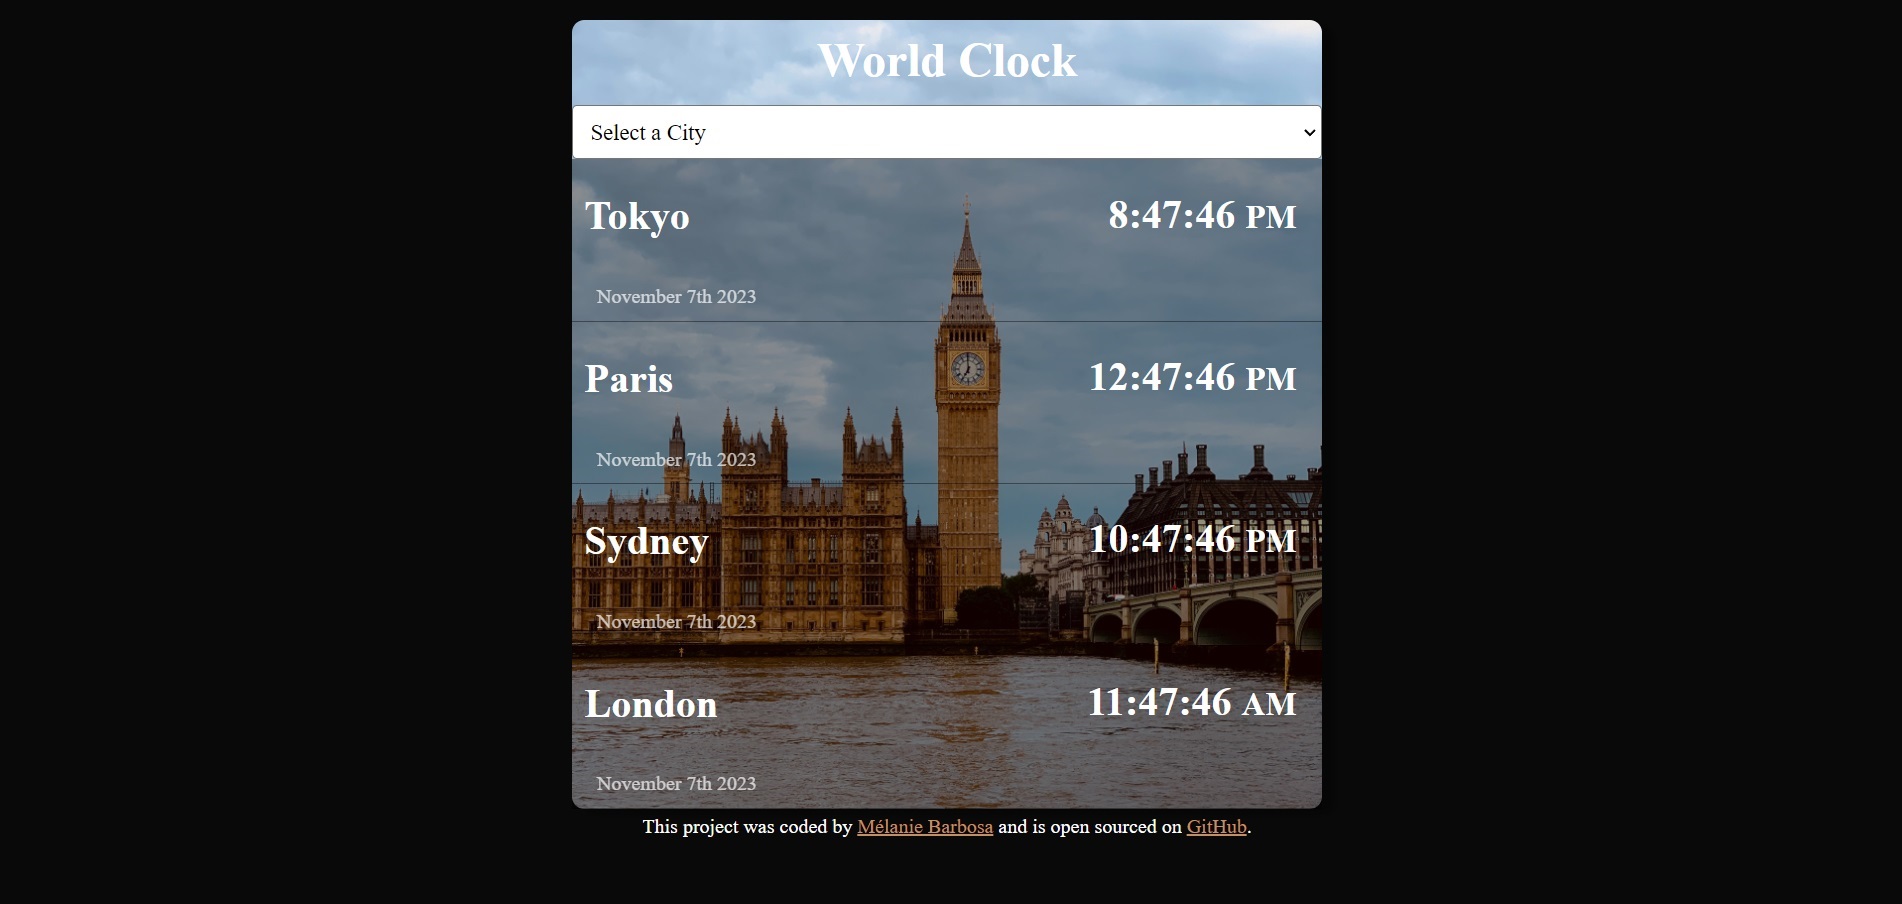 World Clock
Select a City
Tokyo
8:47:46 PM
November 7th 2023
Paris
12:47:46 PM
November 7th 2023
Sydney
10:47:46 PM
November 7th 2023
London
11:47:46 AM
November 7th 2023
This project was coded by Mélanie Barbosa and is open sourced on GitHub.